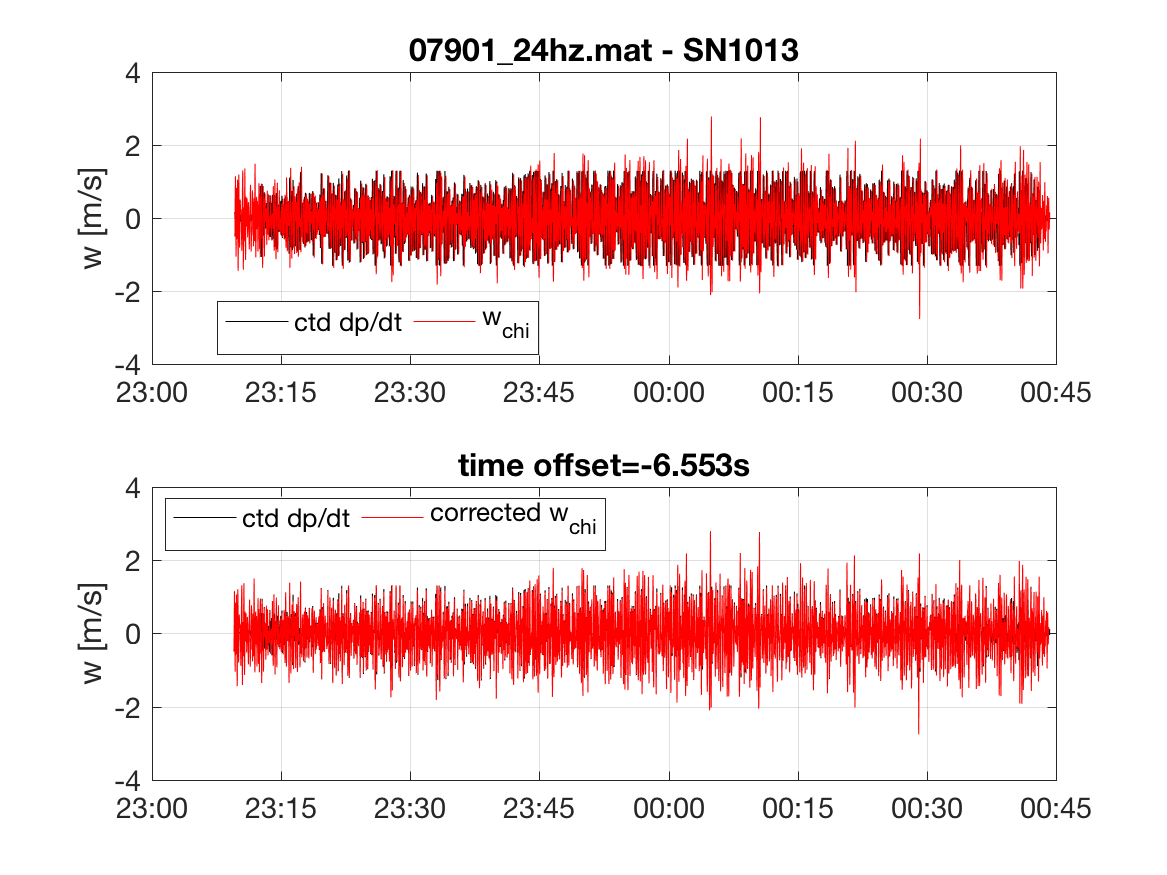 07901_24hz.mat - SN1013
4
2
0
-2
-4
w [m/s]
ctd dp/dt w_chi
23:00 23:15 23:30 23:45 00:00 00:15 00:30 00:45
time offset=-6.553s
4
2
0
-2
-4
w [m/s]
ctd dp/dt corrected w_chi
23:00 23:15 23:30 23:45 00:00 00:15 00:30 00:45